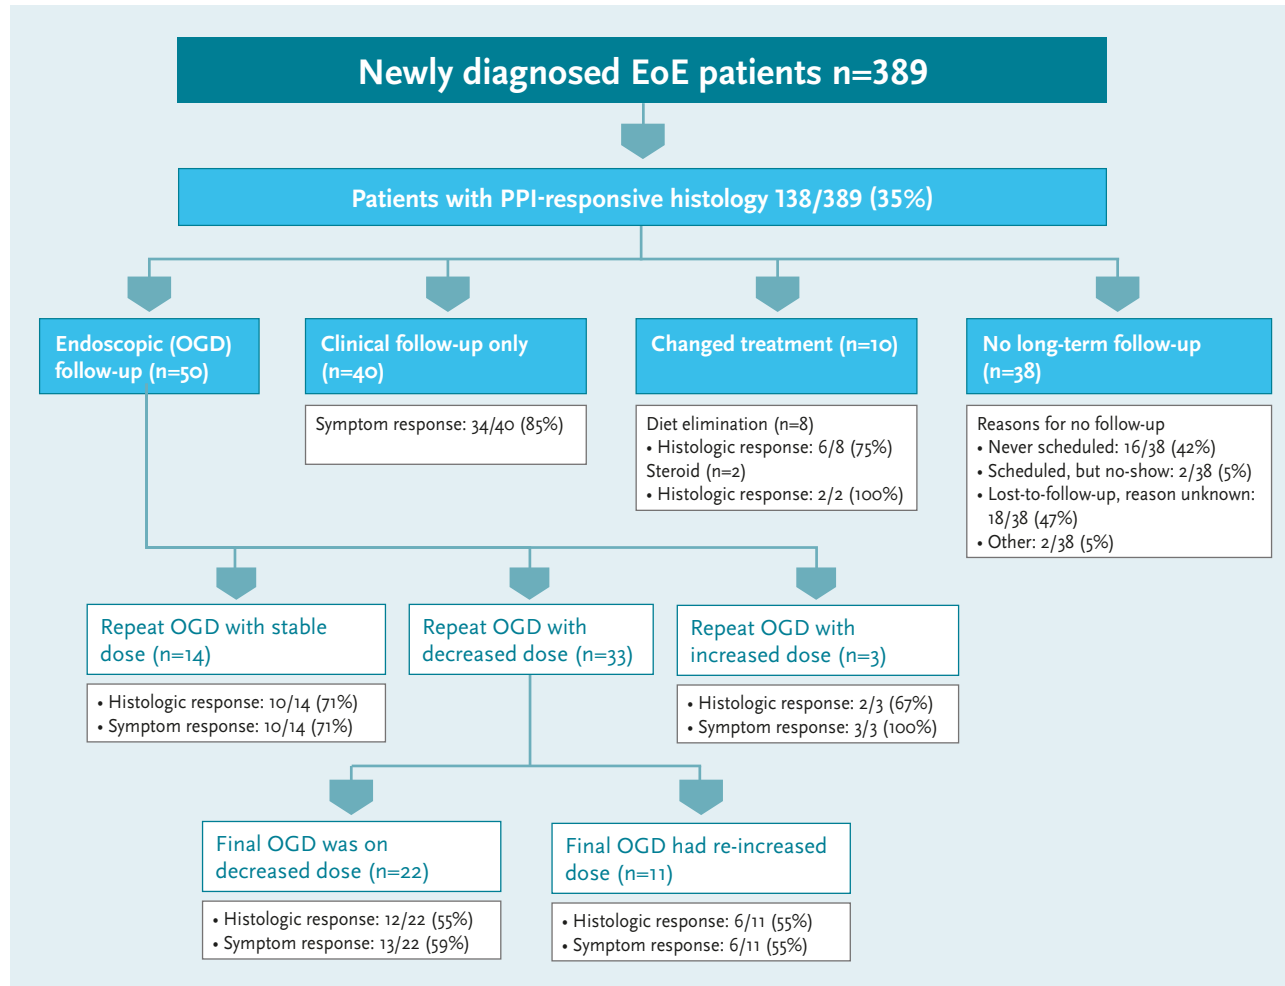 Newly diagnosed EoE patients n=389
Patients with PPI-responsive histology 138/389 (35%)
Endoscopic (OGD)
follow-up (n=50)
Clinical follow-up only
(n=40)
Symptom response: 34/40 (85%)
Changed treatment (n=10)
Diet elimination (n=8)
• Histologic response: 6/8 (75%)
Steroid (n=2)
• Histologic response: 2/2 (100%)
No long-term follow-up
(n=38)
Reasons for no follow-up
• Never scheduled: 16/38 (42%)
• Scheduled, but no-show: 2/38 (5%)
• Lost-to-follow-up, reason unknown:
18/38 (47%)
• Other: 2/38 (5%)
Repeat OGD with stable
dose (n=14)
• Histologic response: 10/14 (71%)
• Symptom response: 10/14 (71%)
Repeat OGD with
decreased dose (n=33)
Repeat OGD with
increased dose (n=3)
• Histologic response: 2/3 (67%)
• Symptom response: 3/3 (100%)
Final OGD was on
decreased dose (n=22)
• Histologic response: 12/22 (55%)
• Symptom response: 13/22 (59%)
Final OGD had re-increased
dose (n=11)
• Histologic response: 6/11 (55%)
• Symptom response: 6/11 (55%)